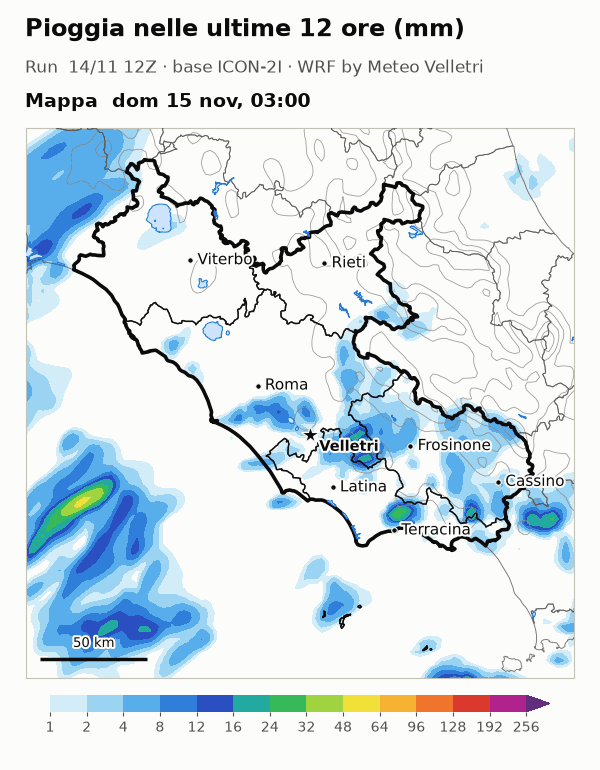 Pioggia nelle ultime 12 ore (mm)
Run  14/11 12Z · base ICON-2I · WRF by Meteo Velletri
Mappa  dom 15 nov, 03:00
Viterbo
Rieti
Roma
Velletri
Frosinone
Latina
Cassino
Terracina
50 km
1 2 4 8 12 16 24 32 48 64 96 128 192 256